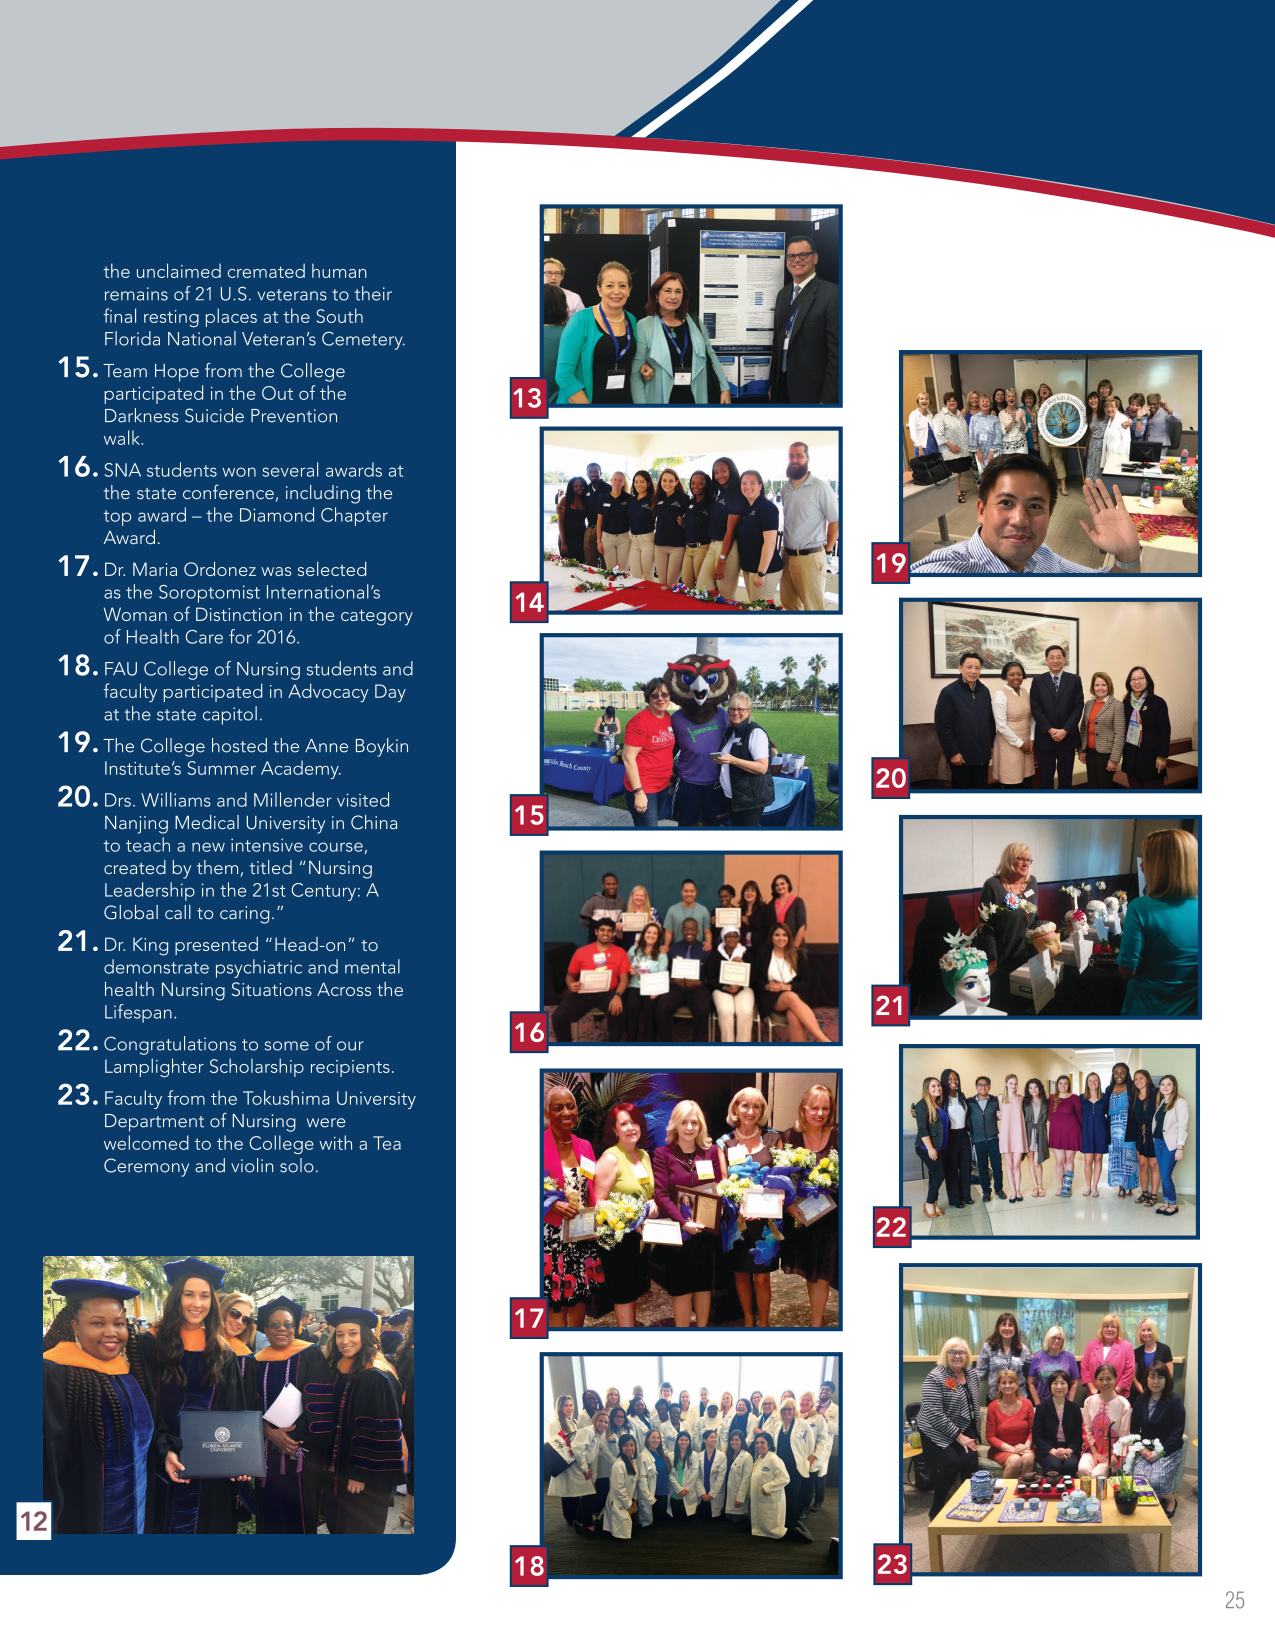 the unclaimed cremated human
remains of 21 U.S. veterans to their
final resting places at the South
Florida National Veteran's Cemetery.
15. Team Hope from the College
participated in the Out of the
Darkness Suicide Prevention
walk.
16. SNA students won several awards at
the state conference, including the
top award – the Diamond Chapter
Award.
17. Dr. Maria Ordonez was selected
as the Soroptomist International's
Woman of Distinction in the category
of Health Care for 2016.
18. FAU College of Nursing students and
faculty participated in Advocacy Day
at the state capitol.
19. The College hosted the Anne Boykin
Institute's Summer Academy.
20. Drs. Williams and Millender visited
Nanjing Medical University in China
to teach a new intensive course,
created by them, titled “Nursing
Leadership in the 21st Century: A
Global call to caring.”
21. Dr. King presented “Head-on” to
demonstrate psychiatric and mental
health Nursing Situations Across the
Lifespan.
22. Congratulations to some of our
Lamplighter Scholarship recipients.
23. Faculty from the Tokushima University
Department of Nursing  were
welcomed to the College with a Tea
Ceremony and violin solo.
FLORIDA ATLANTIC
UNIVERSITY
12
13
14
Palm Beach County
15
16
17
18
Anne Boykin Institute
19
20
21
22
23
25